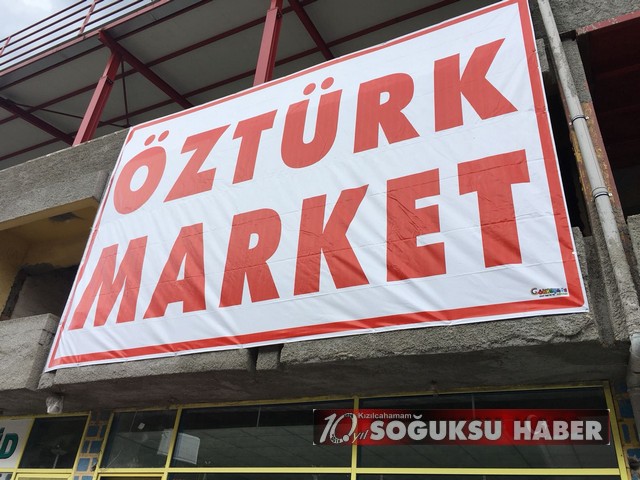 ÖZTÜRK
MARKET
10.yıl
Kızılcahamam
SOĞUKSU HABER